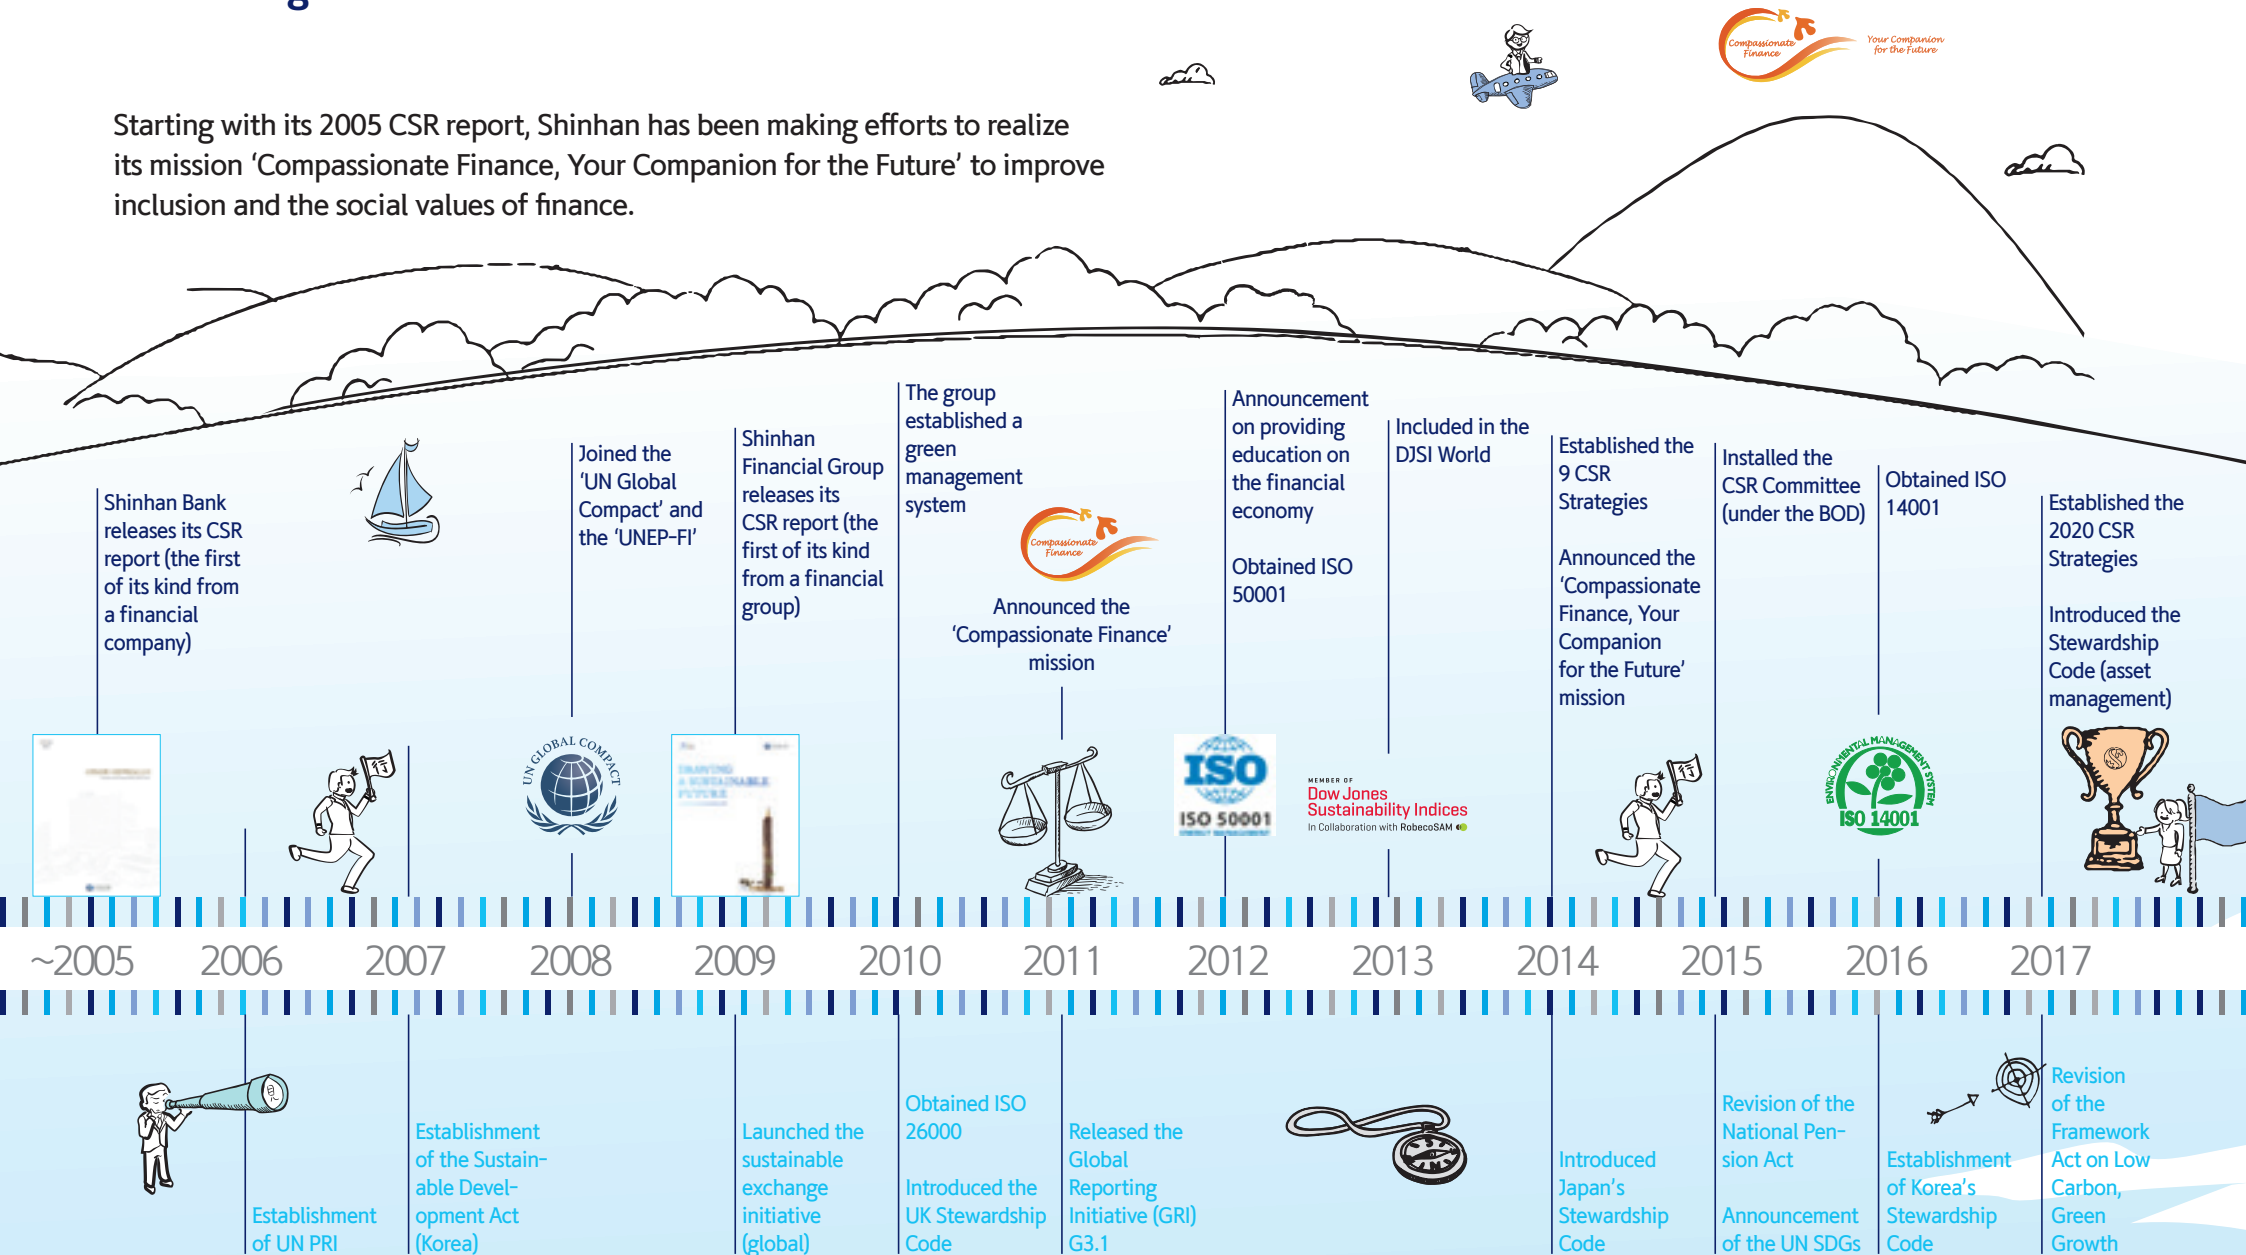 Compassionate
Finance
Your Companion
for the Future
Starting with its 2005 CSR report, Shinhan has been making efforts to realize
its mission ‘Compassionate Finance, Your Companion for the Future’ to improve
inclusion and the social values of finance.
Shinhan Bank
releases its CSR
report (the first
of its kind from
a financial
company)
Joined the
‘UN Global
Compact’ and
the ‘UNEP-FI’
UN GLOBAL COMPACT
Shinhan
Financial Group
releases its
CSR report (the
first of its kind
from a financial
group)
DRAWING
A SUSTAINABLE
FUTURE
The group
established a
green
management
system
Compassionate
Finance
Announced the
‘Compassionate Finance’
mission
Announcement
on providing
education on
the financial
economy
Obtained ISO
50001
ISO
ISO 50001
Included in the
DJSI World
MEMBER OF
Dow Jones
Sustainability Indices
In Collaboration with RobecoSAM
Established the
9 CSR
Strategies
Announced the
‘Compassionate
Finance, Your
Companion
for the Future’
mission
Installed the
CSR Committee
(under the BOD)
Obtained ISO
14001
ENVIRONMENTAL MANAGEMENT SYSTEM
ISO 14001
Established the
2020 CSR
Strategies
Introduced the
Stewardship
Code (asset
management)
~2005
2006
2007
2008
2009
2010
2011
2012
2013
2014
2015
2016
2017
Establishment
of UN PRI
Establishment
of the Sustain-
able Devel-
opment Act
(Korea)
Launched the
sustainable
exchange
initiative
(global)
Obtained ISO
26000
Introduced the
UK Stewardship
Code
Released the
Global
Reporting
Initiative (GRI)
G3.1
Introduced
Japan’s
Stewardship
Code
Revision of the
National Pen-
sion Act
Announcement
of the UN SDGs
Establishment
of Korea’s
Stewardship
Code
Revision
of the
Framework
Act on Low
Carbon,
Green
Growth